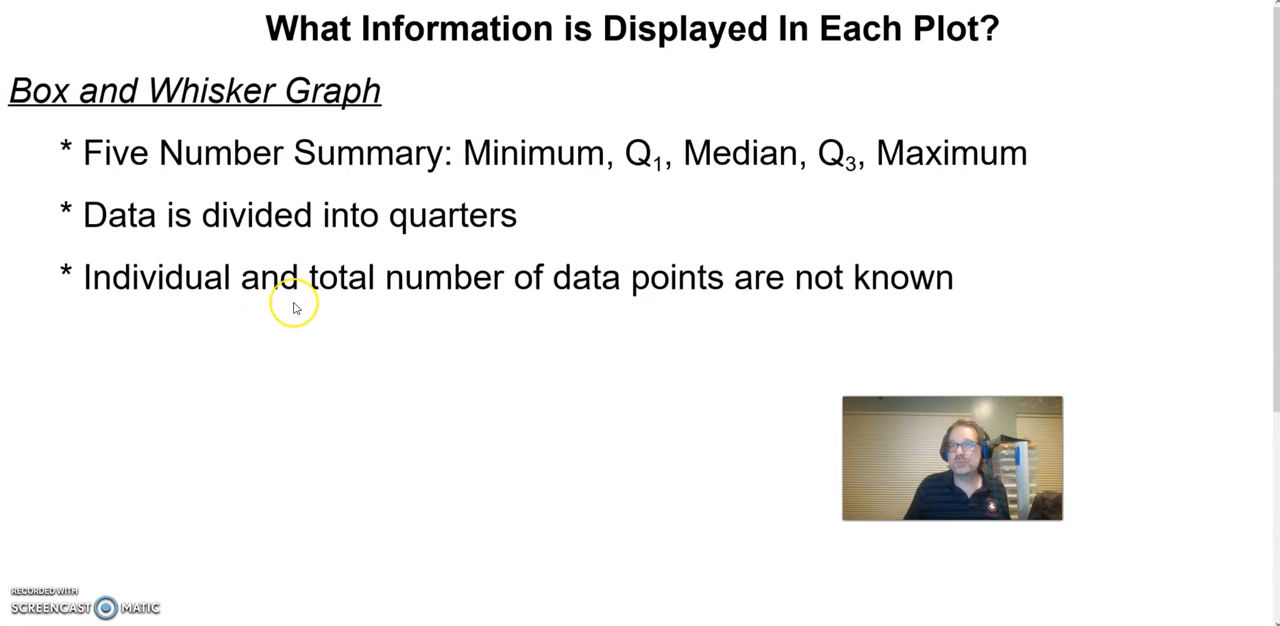 What Information is Displayed In Each Plot?
Box and Whisker Graph
* Five Number Summary: Minimum, Q₁, Median, Q₃, Maximum
* Data is divided into quarters
* Individual and total number of data points are not known
RECORDED WITH
SCREENCAST MATIC